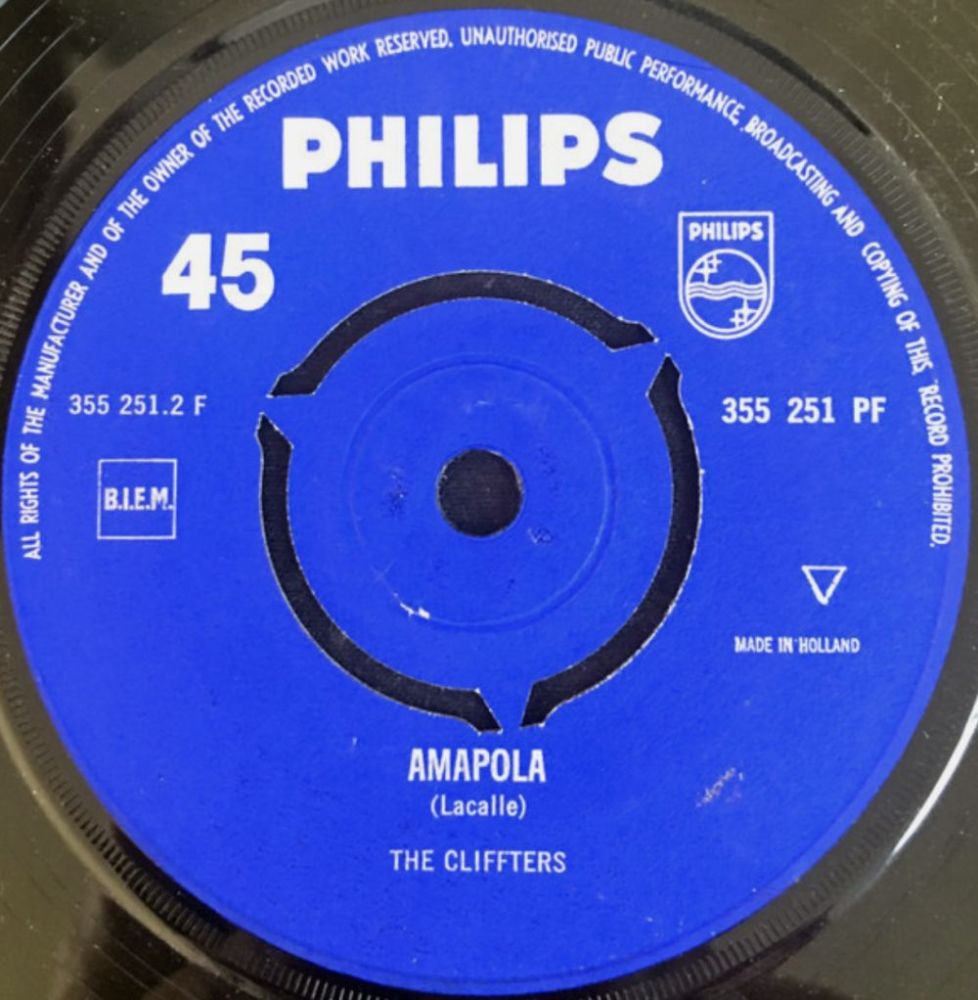 ALL RIGHTS OF THE MANUFACTURER AND OF THE OWNER OF THE RECORDED WORK RESERVED. UNAUTHORISED PUBLIC PERFORMANCE, BROADCASTING AND COPYING OF THIS RECORD PROHIBITED.
PHILIPS
45
PHILIPS
355 251.2 F
355 251 PF
B.I.E.M.
MADE IN HOLLAND
AMAPOLA
(Lacalle)
THE CLIFFTERS